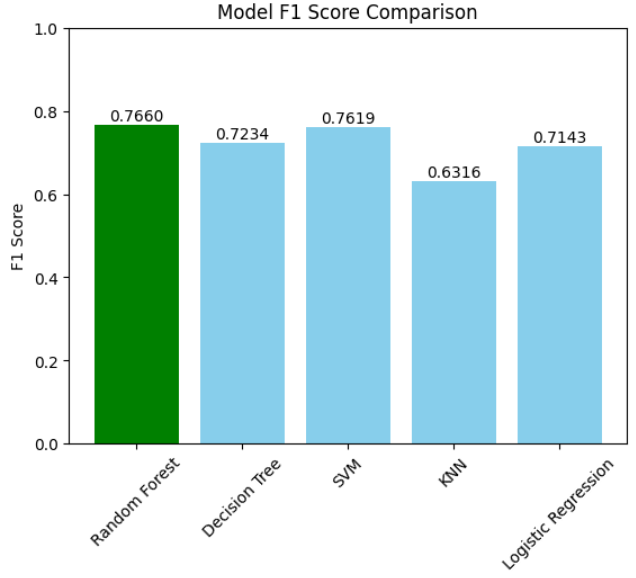 Model F1 Score Comparison
F1 Score
1.0
0.8
0.6
0.4
0.2
0.0
0.7660
0.7234
0.7619
0.6316
0.7143
Random Forest
Decision Tree
SVM
KNN
Logistic Regression